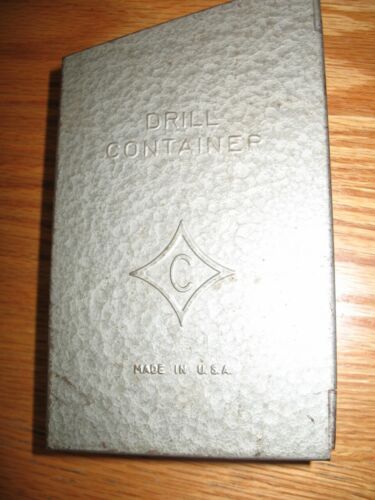 DRILL
CONTAINER
C
MADE IN U.S.A.